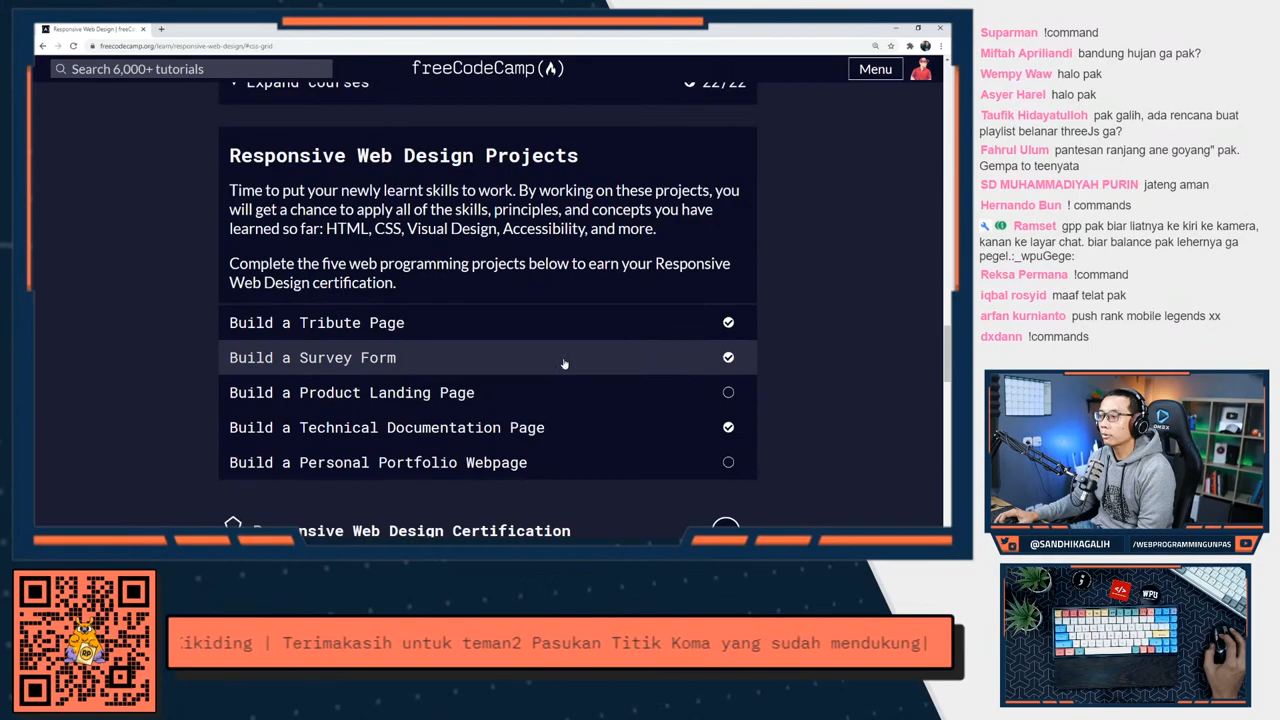 Responsive Web Design | freeC
freecodecamp.org/learn/responsive-web-design/#css-grid
Search 6,000+ tutorials
freeCodeCamp
Menu
Expand courses
22/22
Responsive Web Design Projects
Time to put your newly learnt skills to work. By working on these projects, you
will get a chance to apply all of the skills, principles, and concepts you have
learned so far: HTML, CSS, Visual Design, Accessibility, and more.
Complete the five web programming projects below to earn your Responsive
Web Design certification.
Build a Tribute Page
Build a Survey Form
Build a Product Landing Page
Build a Technical Documentation Page
Build a Personal Portfolio Webpage
Responsive Web Design Certification
Suparman !command
Miftah Apriliandi bandung hujan ga pak?
Wempy Waw halo pak
Asyer Harel halo pak
Taufik Hidayatulloh pak galih, ada rencana buat
playlist belanar threeJs ga?
Fahrul Ulum pantesan ranjang ane goyang" pak.
Gempa to teenyata
SD MUHAMMADIYAH PURIN jateng aman
Hernando Bun ! commands
Ramset gpp pak biar liatnya ke kiri ke kamera,
kanan ke layar chat. biar balance pak lehernya ga
pegel.:_wpuGege:
Reksa Permana !command
iqbal rosyid maaf telat pak
arfan kurnianto push rank mobile legends xx
dxdann !commands
@SANDHIKAGALIH
/WEBPROGRAMMINGUNPAS
WPU
ikiding | Terimakasih untuk teman2 Pasukan Titik Koma yang sudah mendukung|